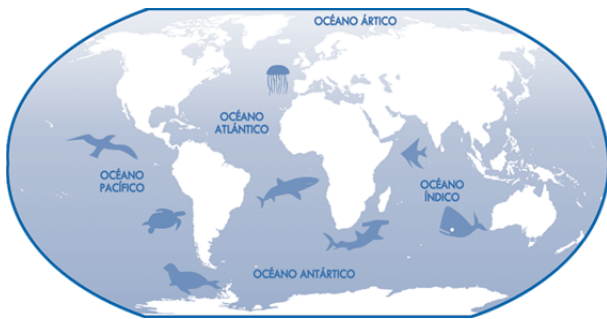 OCÉANO ÁRTICO
OCÉANO
ATLÁNTICO
OCÉANO
PACÍFICO
OCÉANO
ÍNDICO
OCÉANO ANTÁRTICO